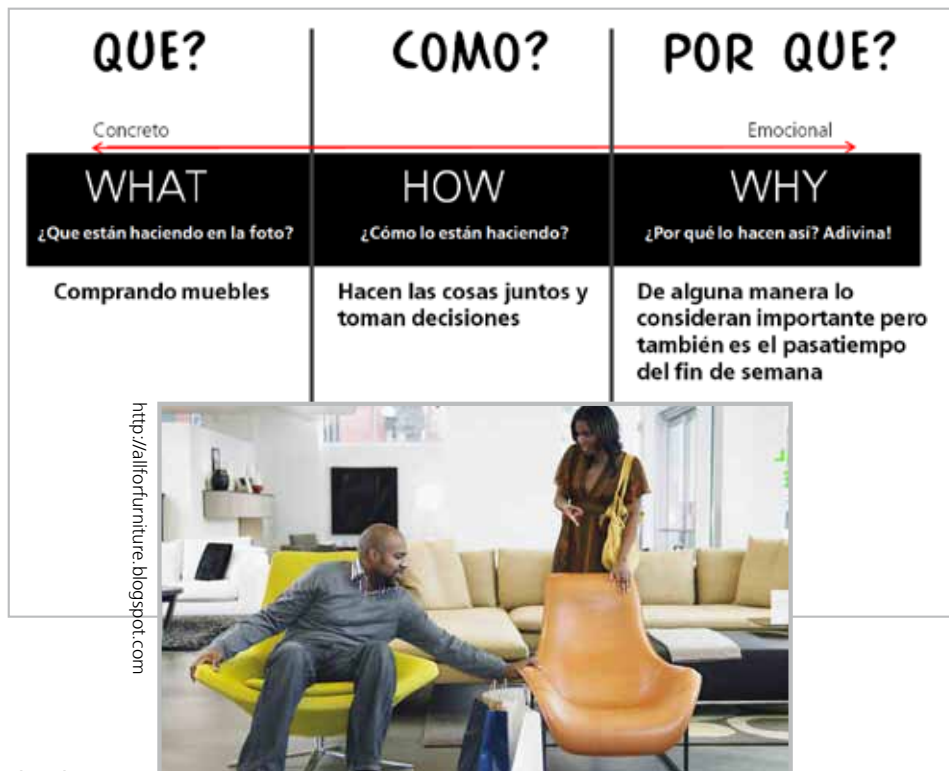 QUE?
COMO?
POR QUE?
Concreto
Emocional
WHAT
¿Que están haciendo en la foto?
HOW
¿Cómo lo están haciendo?
WHY
¿Por qué lo hacen así? Adivina!
Comprando muebles
Hacen las cosas juntos y
toman decisiones
De alguna manera lo
consideran importante pero
también es el pasatiempo
del fin de semana
http://allforfurniture.blogspot.com